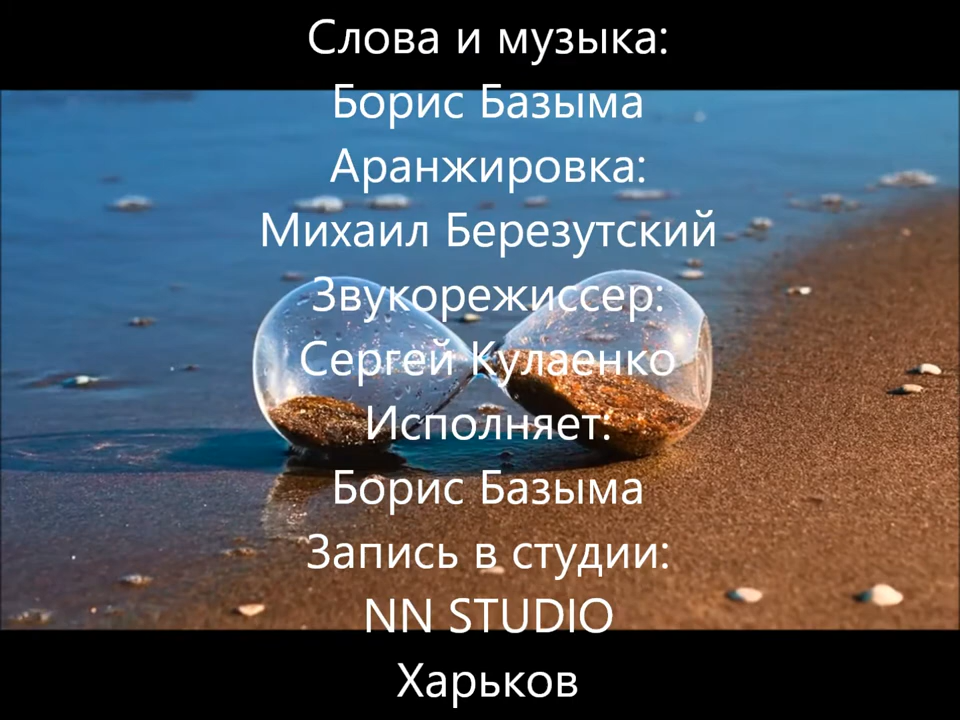 Слова и музыка:
Борис Базыма
Аранжировка:
Михаил Березутский
Звукорежиссер:
Сергей Кулаенко
Исполняет:
Борис Базыма
Запись в студии:
NN STUDIO
Харьков